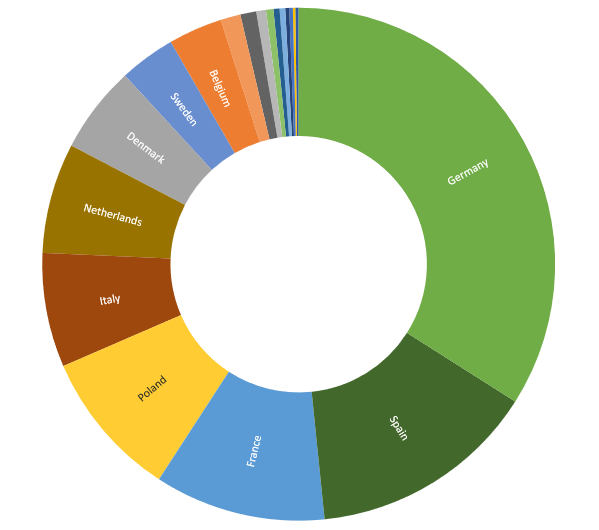 Germany
Spain
France
Poland
Italy
Netherlands
Denmark
Sweden
Belgium